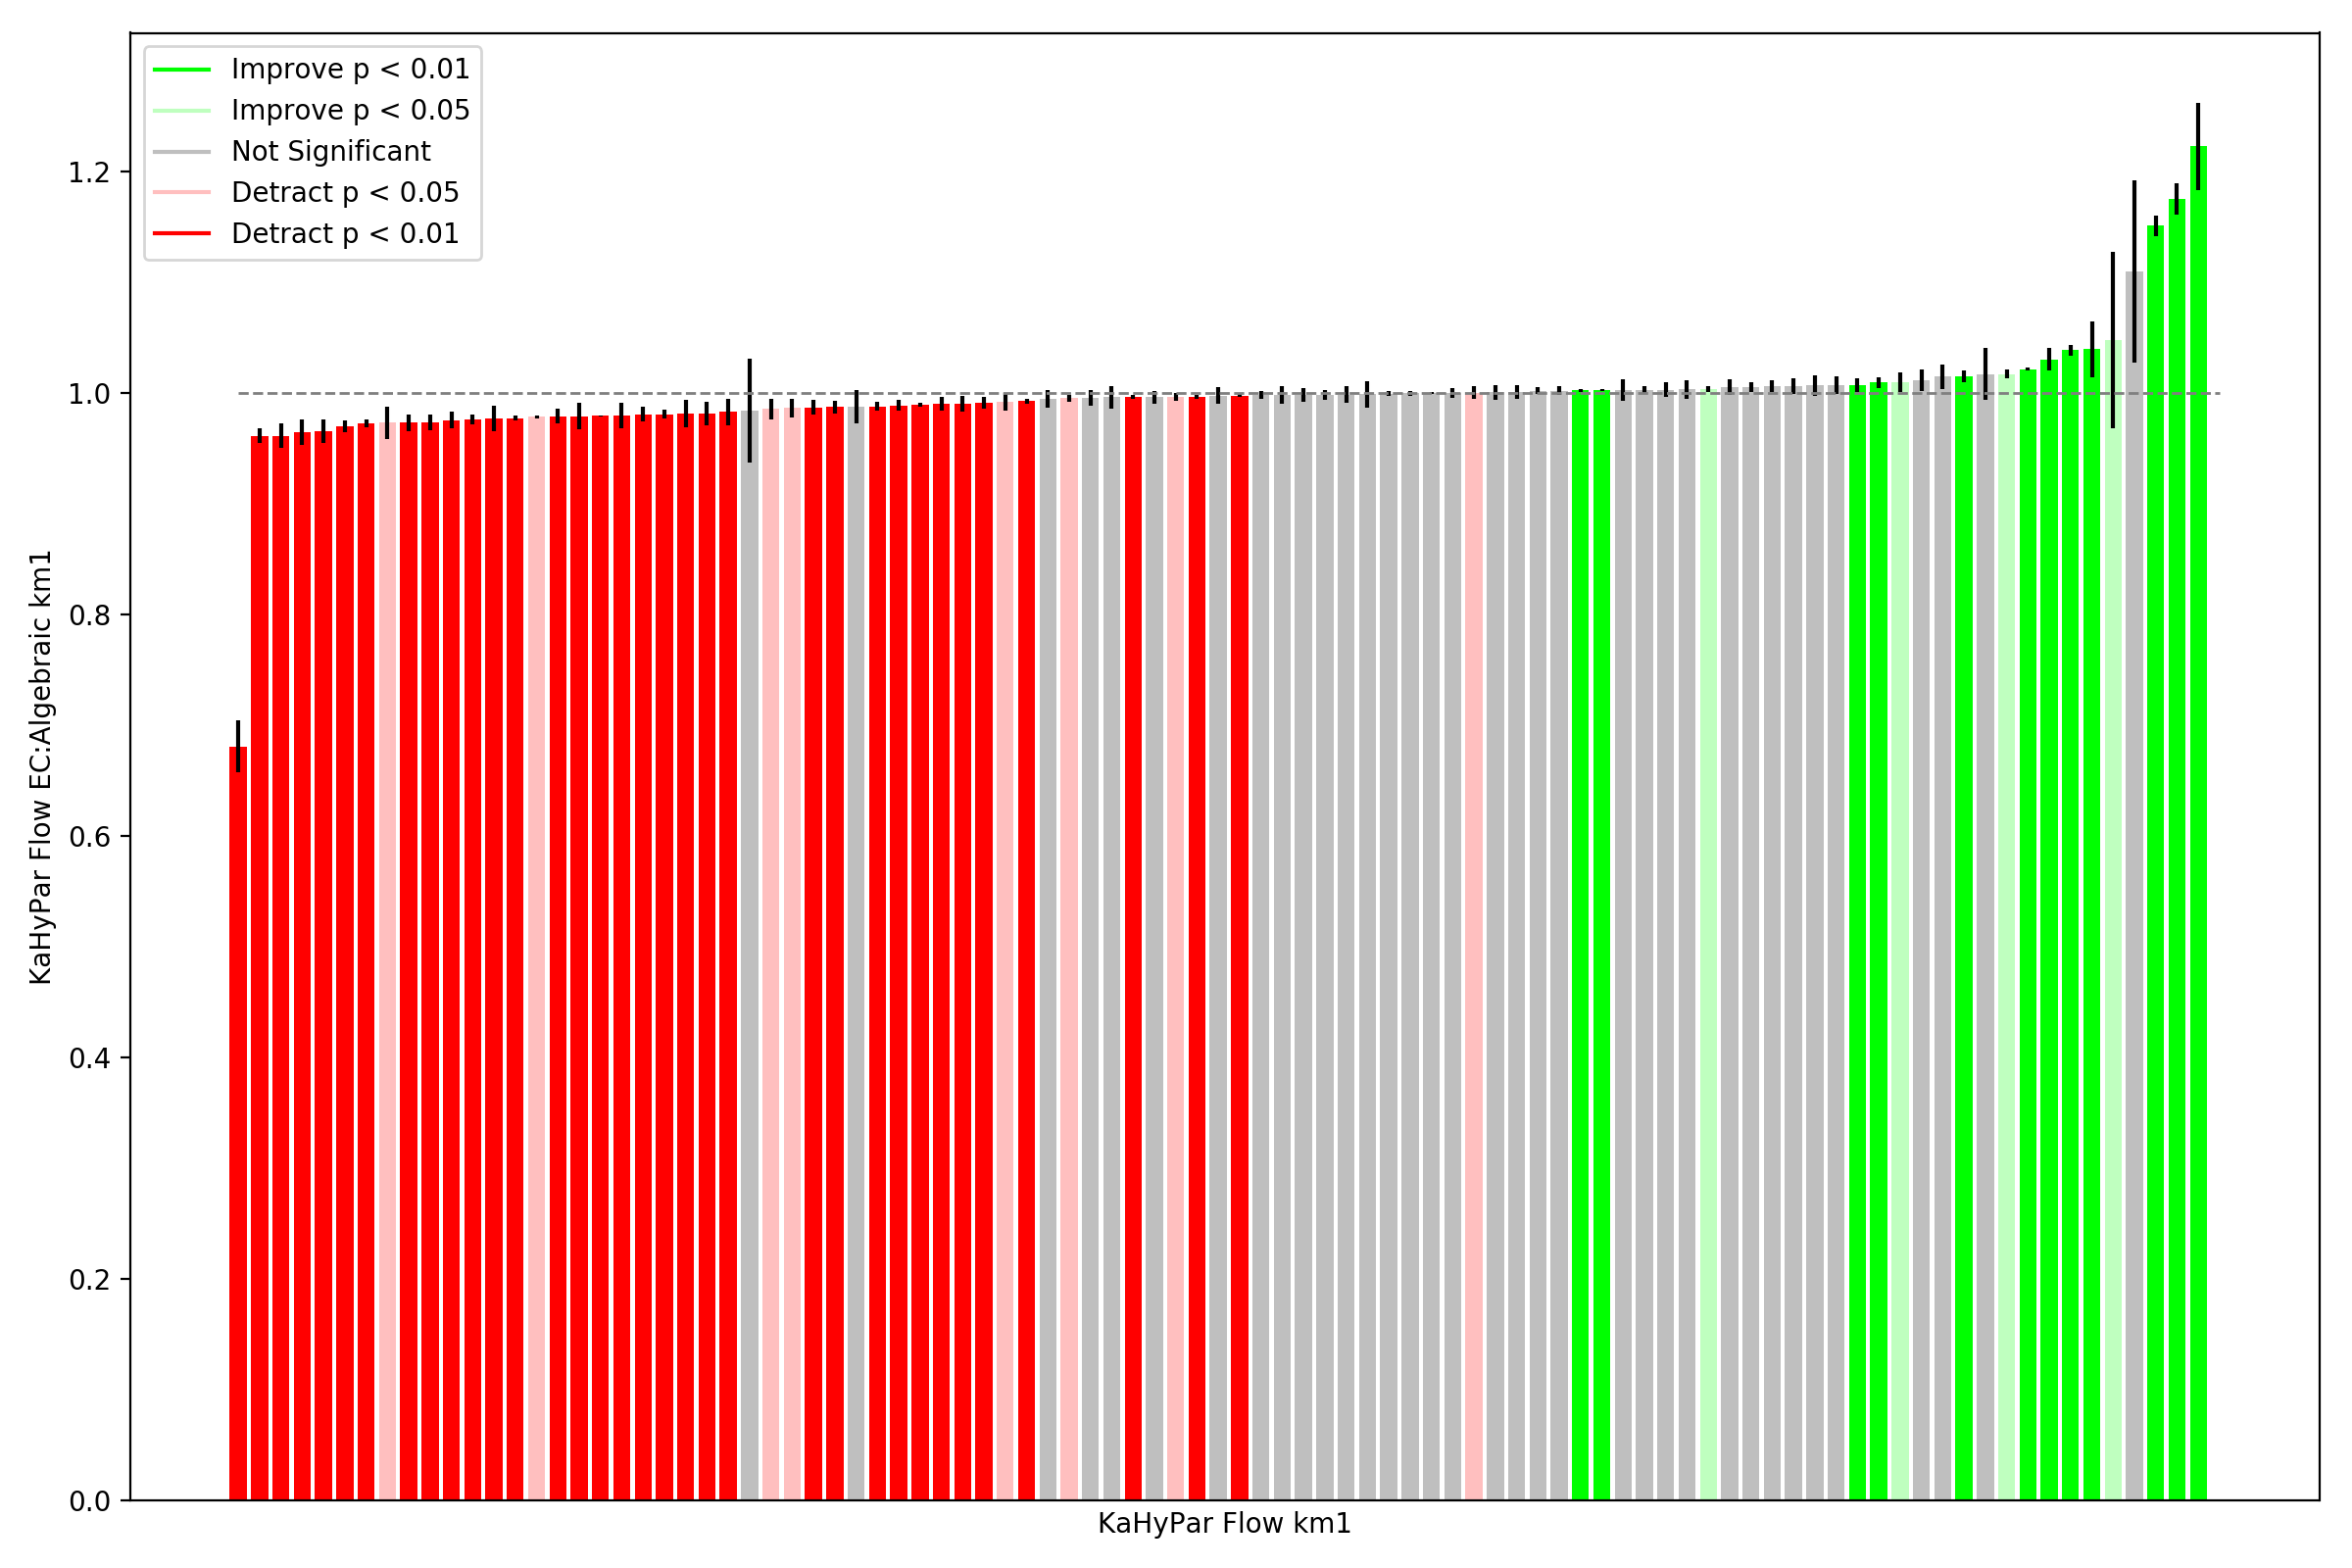 Improve p < 0.01
Improve p < 0.05
Not Significant
Detract p < 0.05
Detract p < 0.01
1.2
1.0
0.8
0.6
0.4
0.2
0.0
KaHyPar Flow EC:Algebraic km1
KaHyPar Flow km1